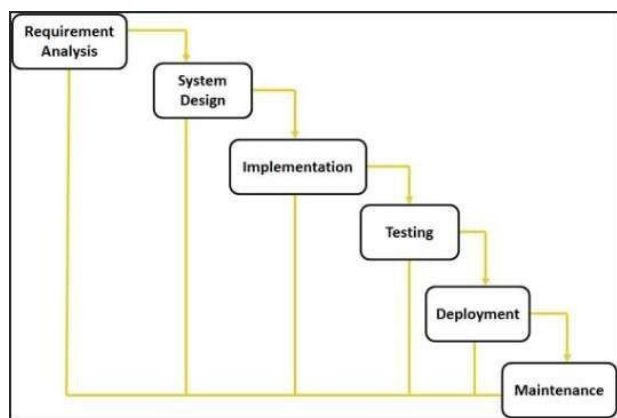 Requirement
Analysis
System
Design
Implementation
Testing
Deployment
Maintenance